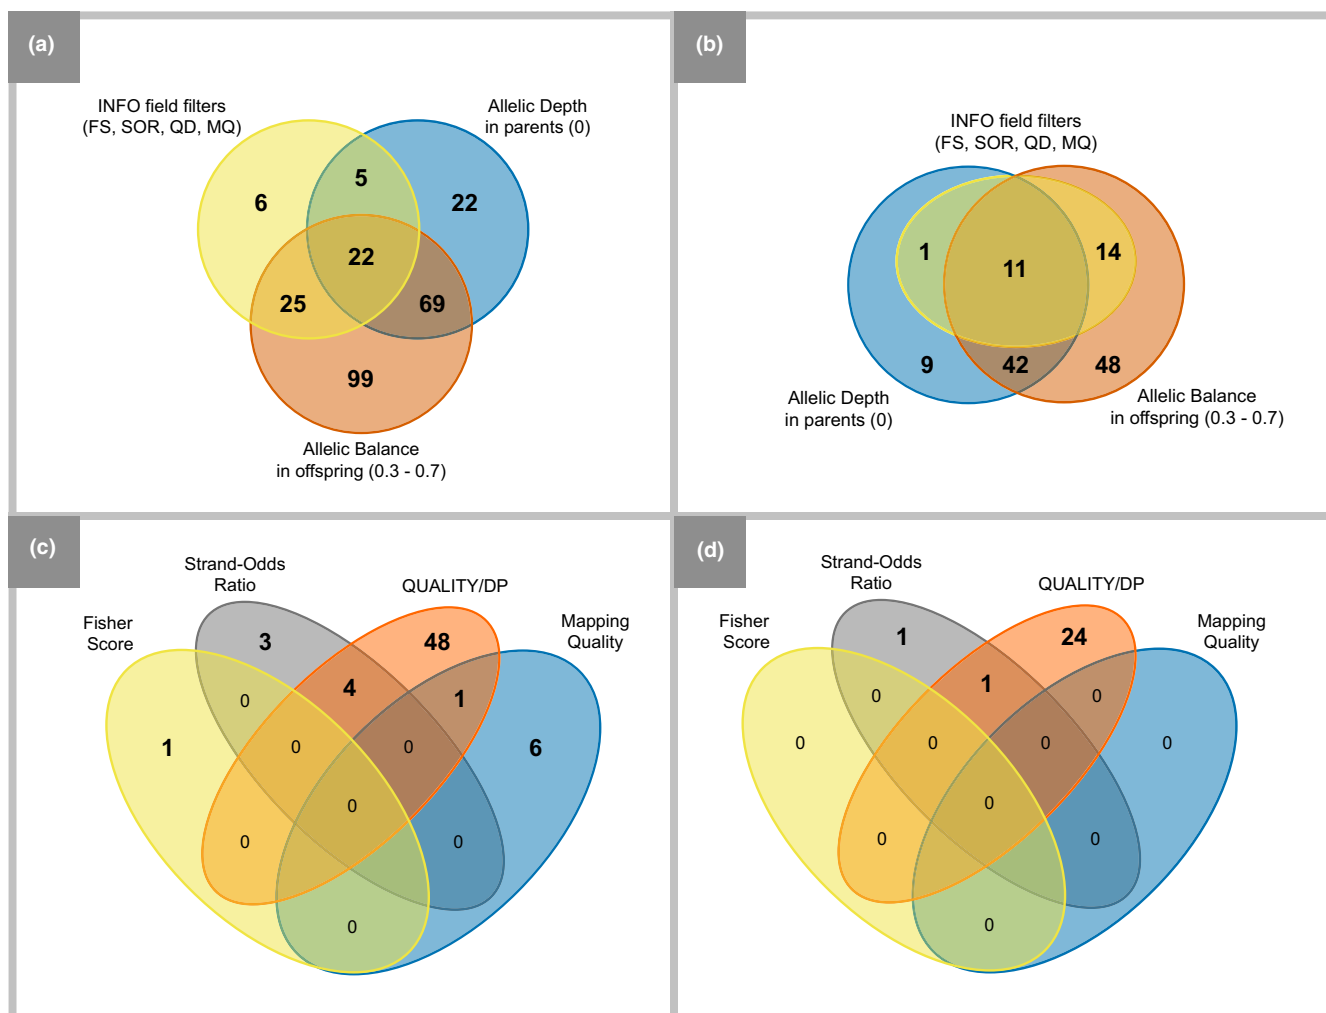 (a)
INFO field filters
(FS, SOR, QD, MQ)
Allelic Depth
in parents (0)
5
6
22
22
25
69
99
Allelic Balance
in offspring (0.3 - 0.7)
(b)
INFO field filters
(FS, SOR, QD, MQ)
1
11
14
9
42
48
Allelic Depth
in parents (0)
Allelic Balance
in offspring (0.3 - 0.7)
(c)
Strand-Odds
Ratio
QUALITY/DP
Fisher
Score
Mapping
Quality
3
48
4
0
1
1
0
0
6
0
0
0
0
(d)
Strand-Odds
Ratio
QUALITY/DP
Fisher
Score
Mapping
Quality
1
24
1
0
0
0
0
0
0
0
0
0
0